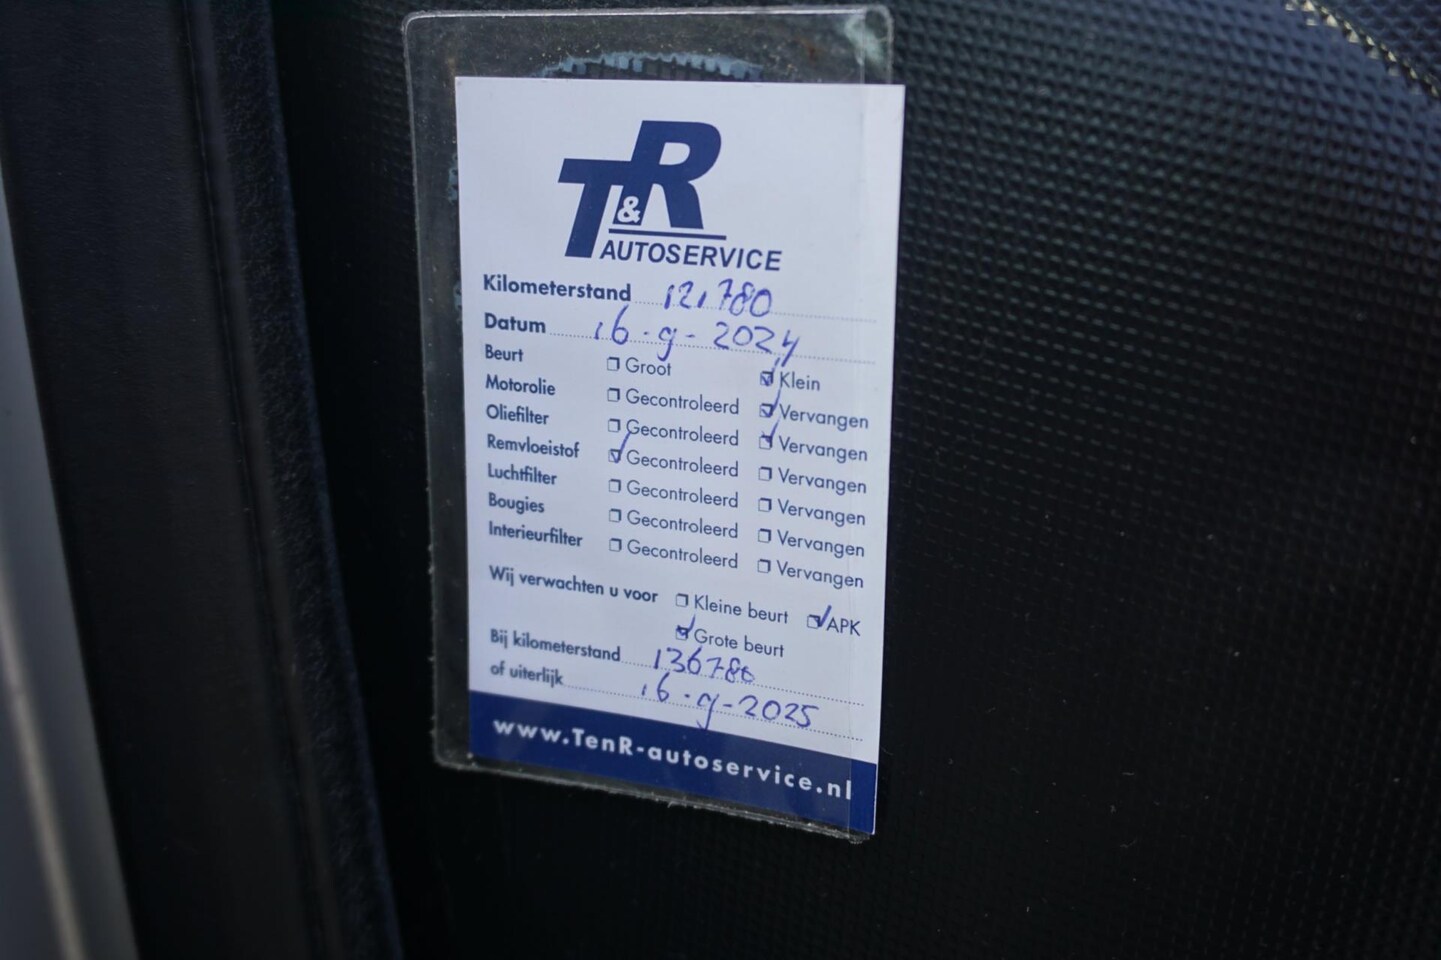 T&R
AUTOSERVICE
Kilometerstand 121.780
Datum 16-9-2024
Beurt Groot Klein
Motorolie Gecontroleerd Vervangen
Oliefilter Gecontroleerd Vervangen
Remvloeistof Gecontroleerd Vervangen
Luchtfilter Gecontroleerd Vervangen
Bougies Gecontroleerd Vervangen
Interieurfilter Gecontroleerd Vervangen
Wij verwachten u voor Kleine beurt APK
Grote beurt
Bij kilometerstand 136780
of uiterlijk 16-9-2025
www.TenR-autoservice.nl